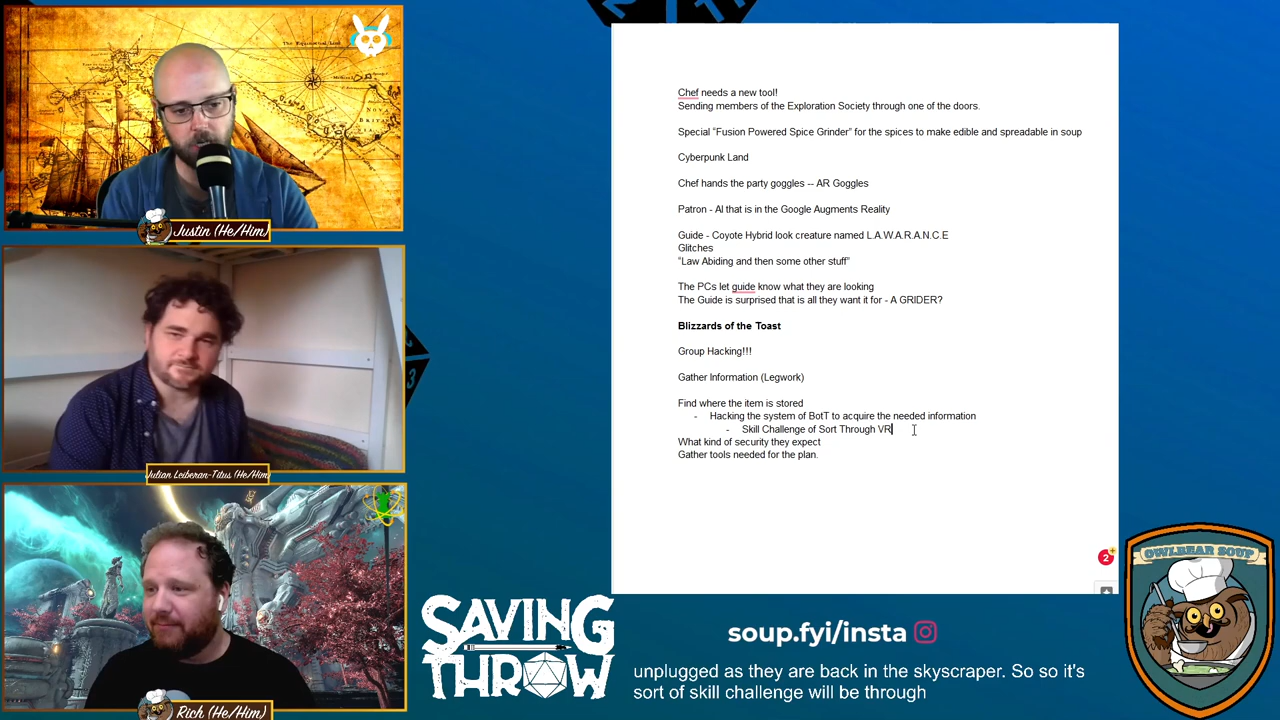 Justin (He/Him)
Julian Leiberan-Titus (He/Him)
Rich (He/Him)
Chef needs a new tool!
Sending members of the Exploration Society through one of the doors.
Special “Fusion Powered Spice Grinder” for the spices to make edible and spreadable in soup
Cyberpunk Land
Chef hands the party goggles -- AR Goggles
Patron - AI that is in the Google Augments Reality
Guide - Coyote Hybrid look creature named L.A.W.A.R.A.N.C.E
Glitches
“Law Abiding and then some other stuff”
The PCs let guide know what they are looking
The Guide is surprised that is all they want it for - A GRIDER?
Blizzards of the Toast
Group Hacking!!!
Gather Information (Legwork)
Find where the item is stored
- Hacking the system of BotT to acquire the needed information
- Skill Challenge of Sort Through VR
What kind of security they expect
Gather tools needed for the plan.
2
SAVING
THROW
soup.fyi/insta
unplugged as they are back in the skyscraper. So so it's
sort of skill challenge will be through
OWLBEAR SOUP